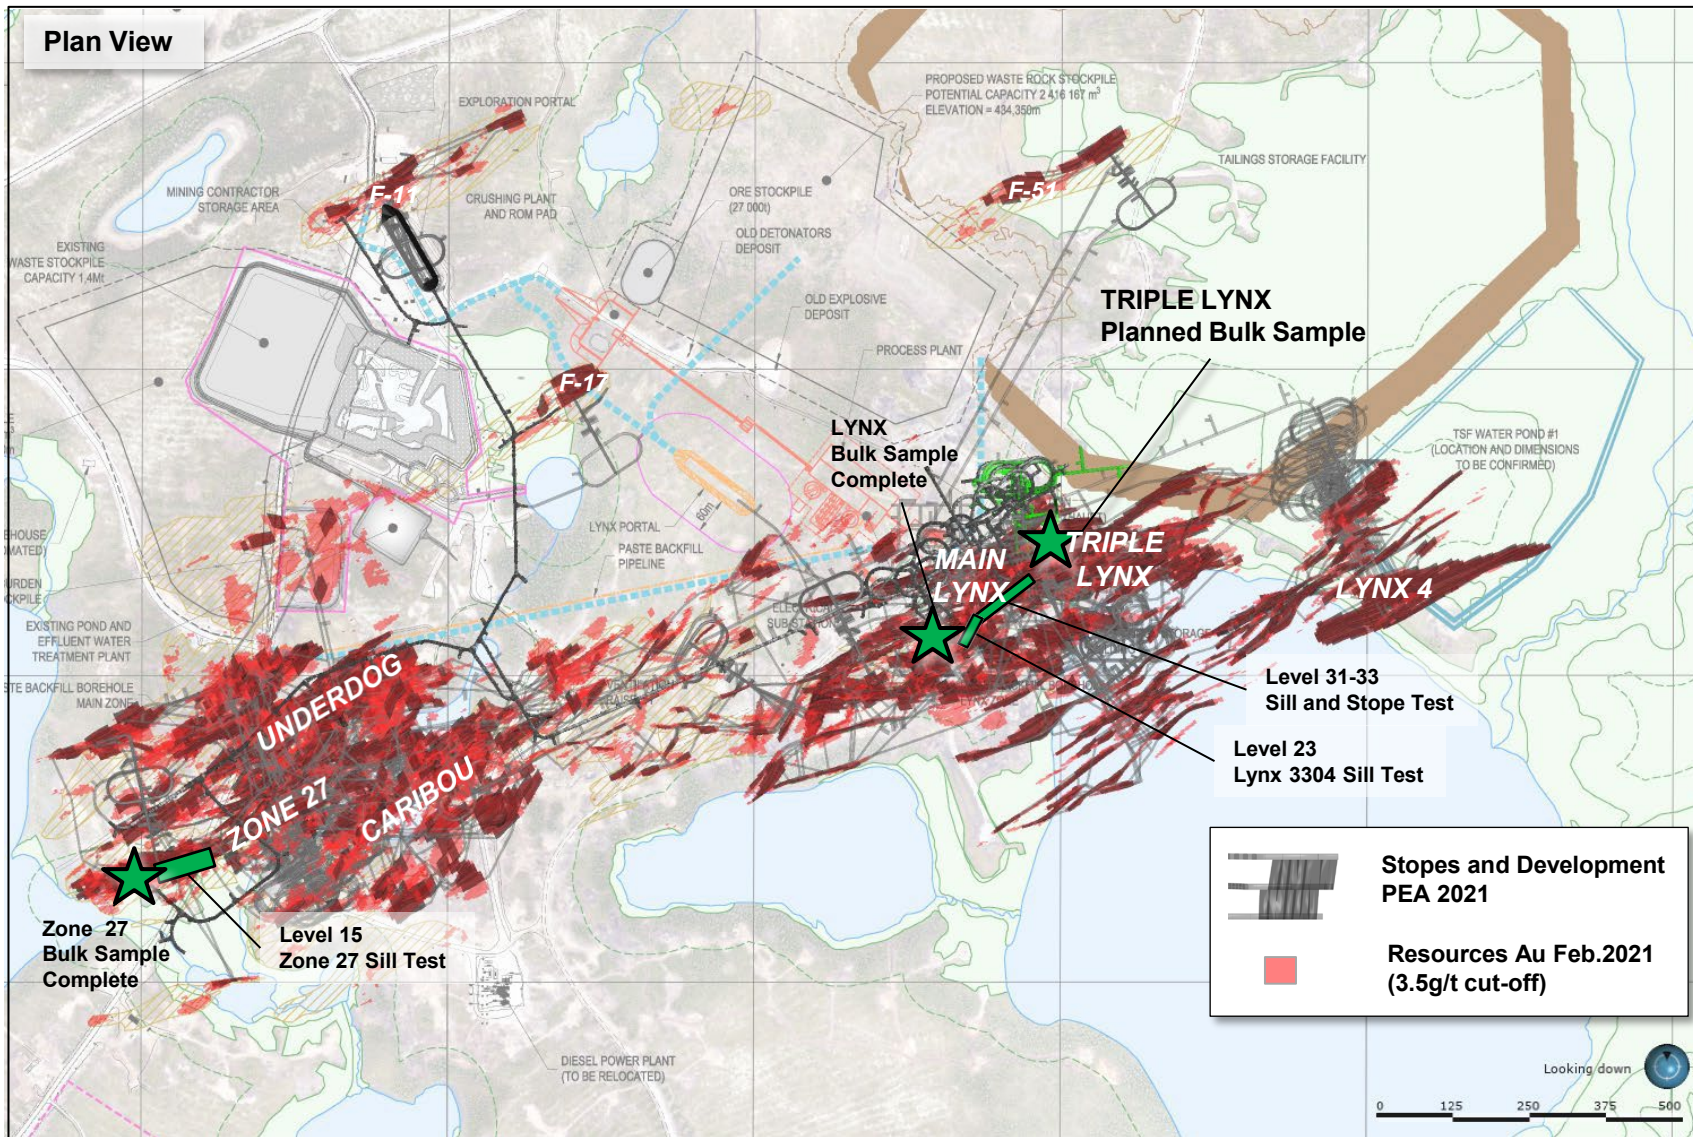 Plan View
EXPLORATION PORTAL
PROPOSED WASTE ROCK STOCKPILE
POTENTIAL CAPACITY 2 416 167 m³
ELEVATION = 434,350m
TAILINGS STORAGE FACILITY
MINING CONTRACTOR
STORAGE AREA
F-11
CRUSHING PLANT
AND ROM PAD
ORE STOCKPILE
(27 000t)
F-51
OLD DETONATORS
DEPOSIT
EXISTING
WASTE STOCKPILE
CAPACITY 1,4Mt
OLD EXPLOSIVE
DEPOSIT
TRIPLE LYNX
Planned Bulk Sample
PROCESS PLANT
F-17
LYNX
Bulk Sample
Complete
TSF WATER POND #1
(LOCATION AND DIMENSIONS
TO BE CONFIRMED)
60m
LYNX PORTAL
PASTE BACKFILL
PIPELINE
MAIN
LYNX
TRIPLE
LYNX
LYNX 4
SUB STATION
STORAGE
EXISTING POND AND
EFFLUENT WATER
TREATMENT PLANT
BACKFILL BOREHOLE
MAIN ZONE
UNDERDOG
ZONE 27
CARIBOU
Level 31-33
Sill and Stope Test
Level 23
Lynx 3304 Sill Test
Zone 27
Bulk Sample
Complete
Level 15
Zone 27 Sill Test
Stopes and Development
PEA 2021
Resources Au Feb.2021
(3.5g/t cut-off)
DIESEL POWER PLANT
(TO BE RELOCATED)
Looking down
0 125 250 375 500